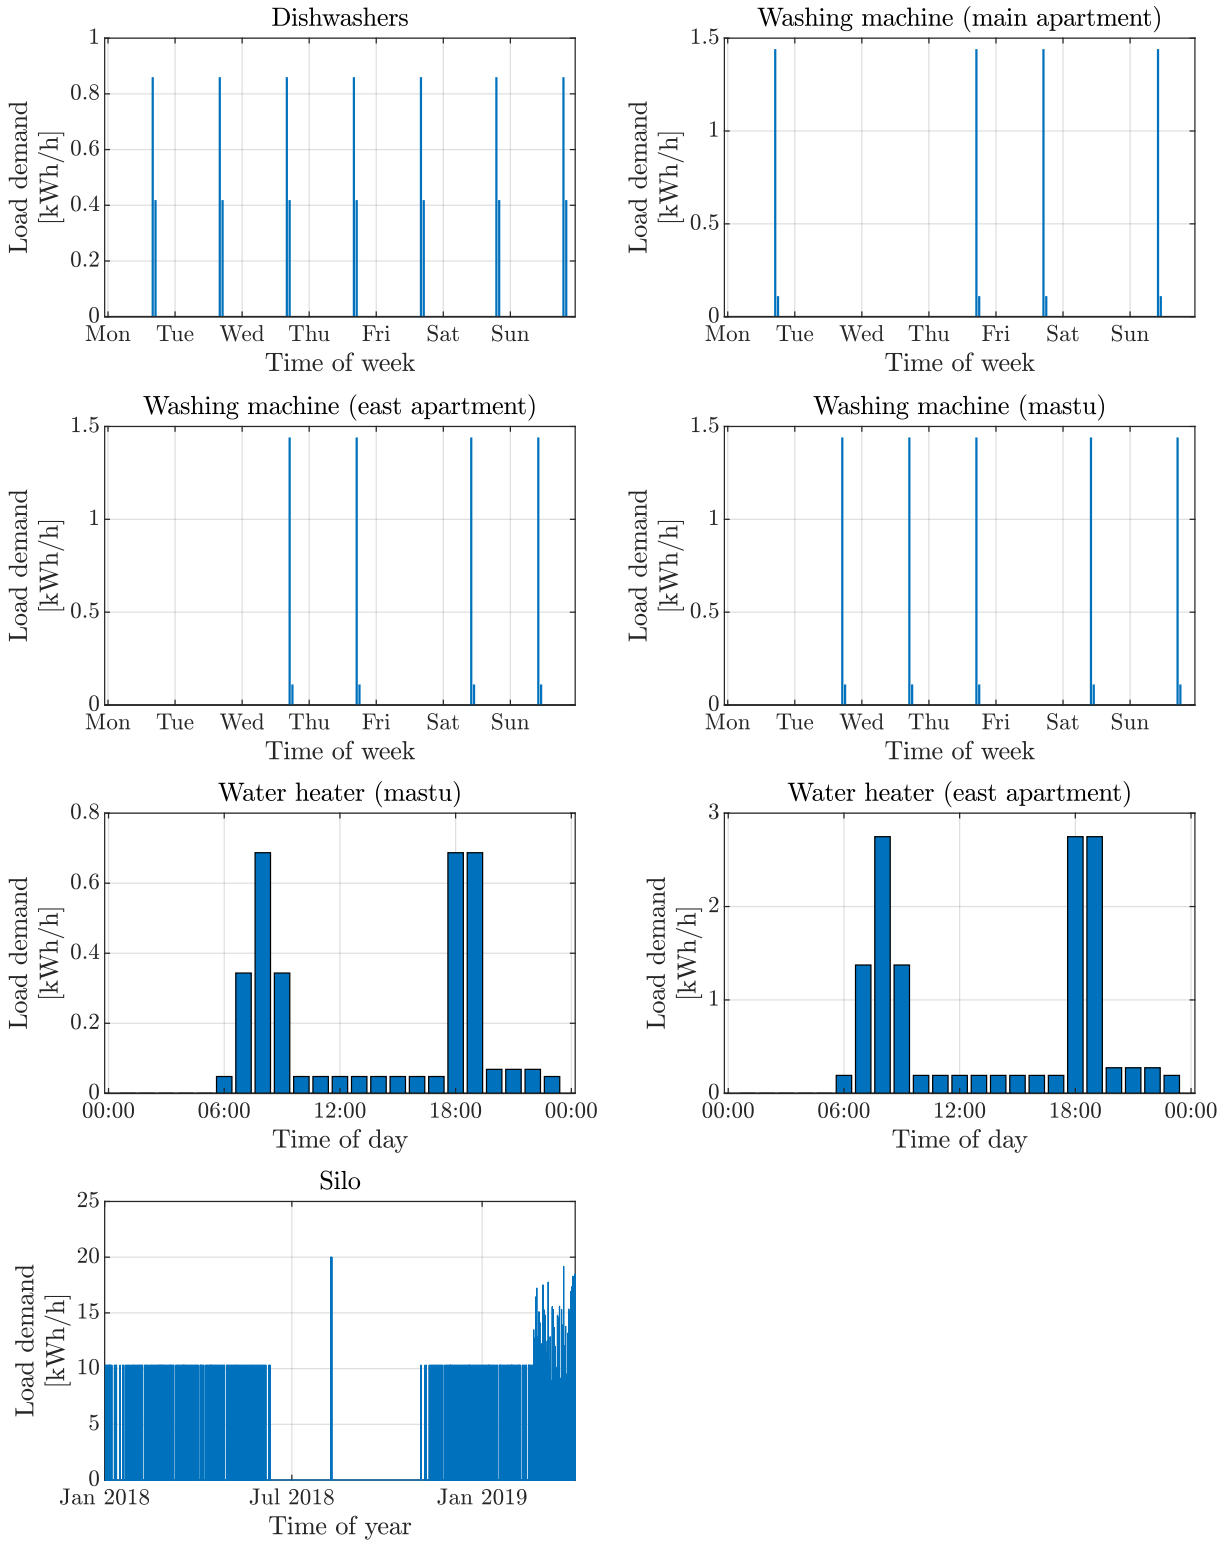 Dishwashers
Load demand
[kWh/h]
1
0.8
0.6
0.4
0.2
0
Mon Tue Wed Thu Fri Sat Sun
Time of week
Washing machine (main apartment)
Load demand
[kWh/h]
1.5
1
0.5
0
Mon Tue Wed Thu Fri Sat Sun
Time of week
Washing machine (east apartment)
Load demand
[kWh/h]
1.5
1
0.5
0
Mon Tue Wed Thu Fri Sat Sun
Time of week
Washing machine (mastu)
Load demand
[kWh/h]
1.5
1
0.5
0
Mon Tue Wed Thu Fri Sat Sun
Time of week
Water heater (mastu)
Load demand
[kWh/h]
0.8
0.6
0.4
0.2
0
00:00 06:00 12:00 18:00 00:00
Time of day
Water heater (east apartment)
Load demand
[kWh/h]
3
2
1
0
00:00 06:00 12:00 18:00 00:00
Time of day
Silo
Load demand
[kWh/h]
25
20
15
10
5
0
Jan 2018 Jul 2018 Jan 2019
Time of year